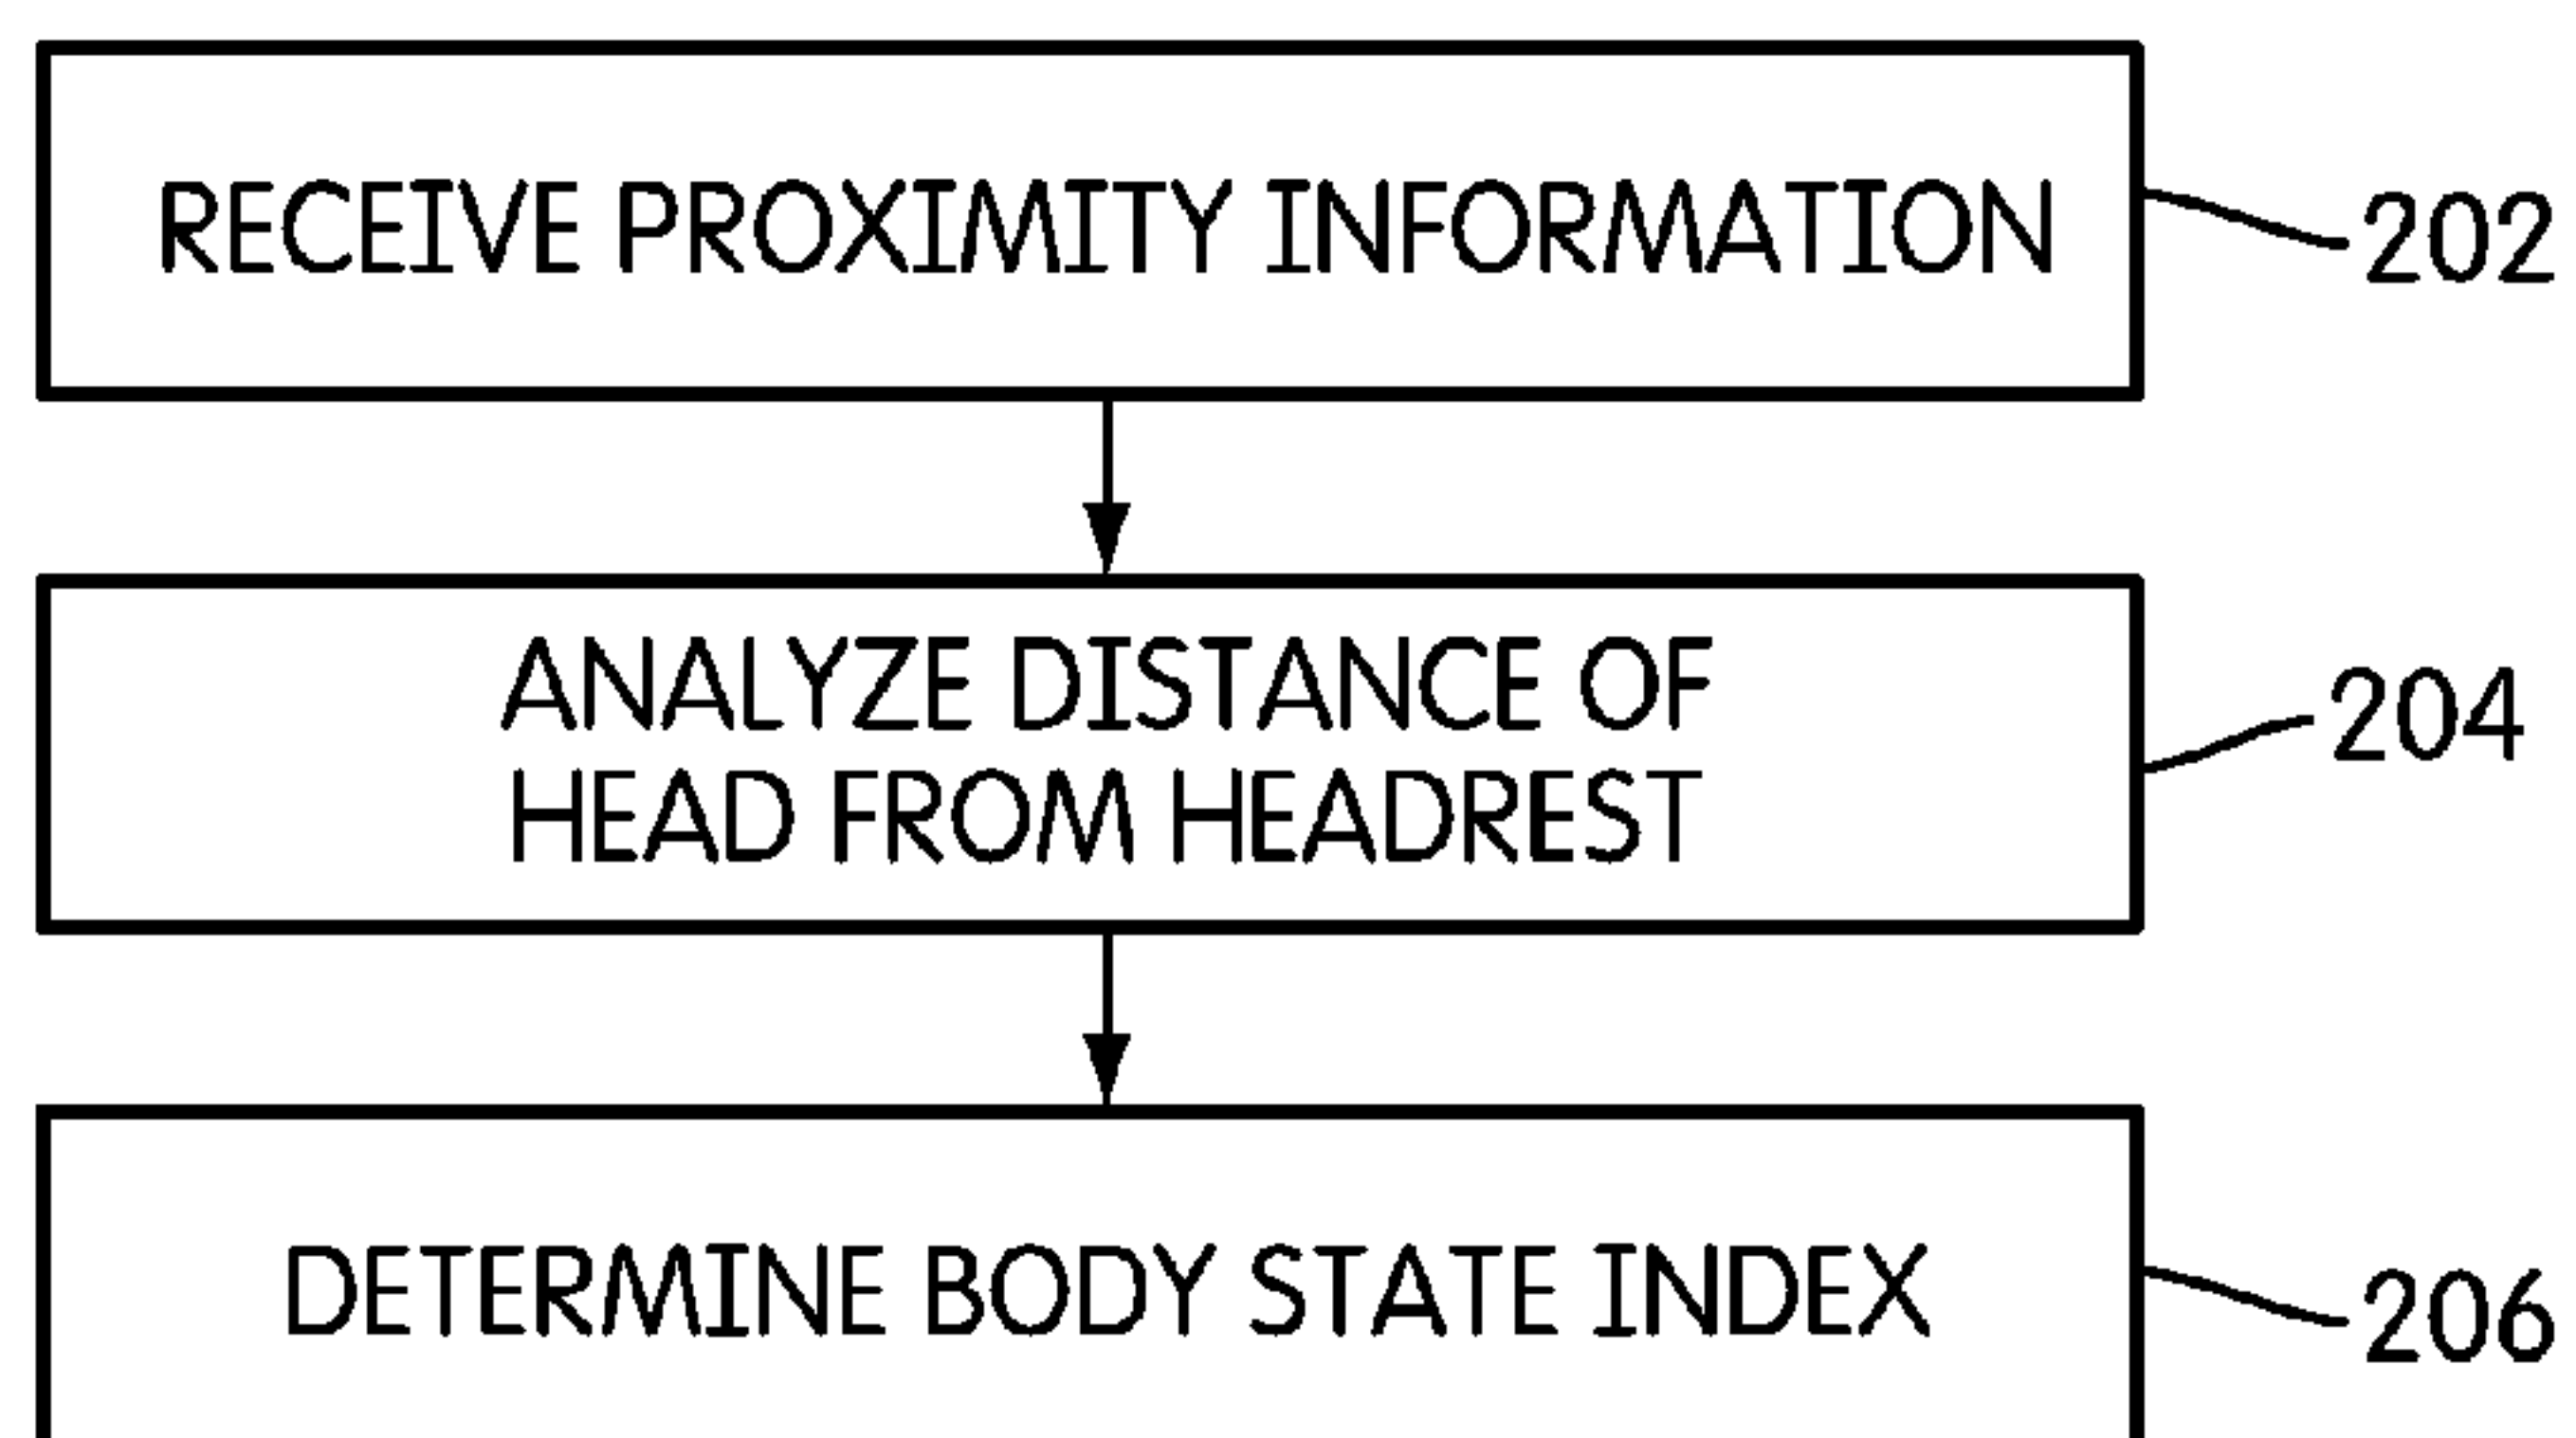 RECEIVE PROXIMITY INFORMATION
202
ANALYZE DISTANCE OF
HEAD FROM HEADREST
204
DETERMINE BODY STATE INDEX
206